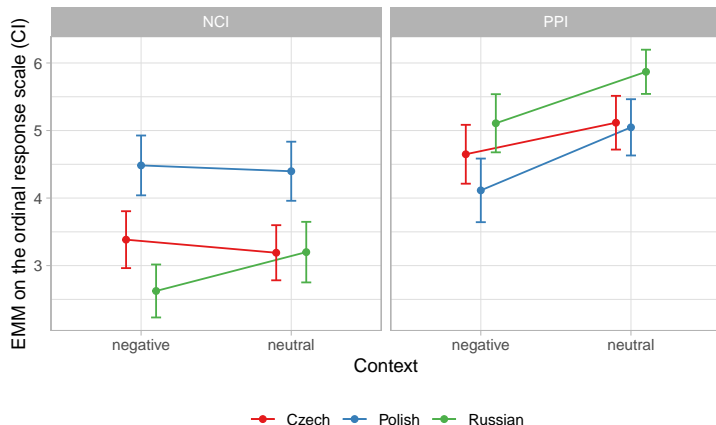 NCI PPI
EMM on the ordinal response scale (CI)
6
5
4
3
negative neutral negative neutral
Context
Czech Polish Russian